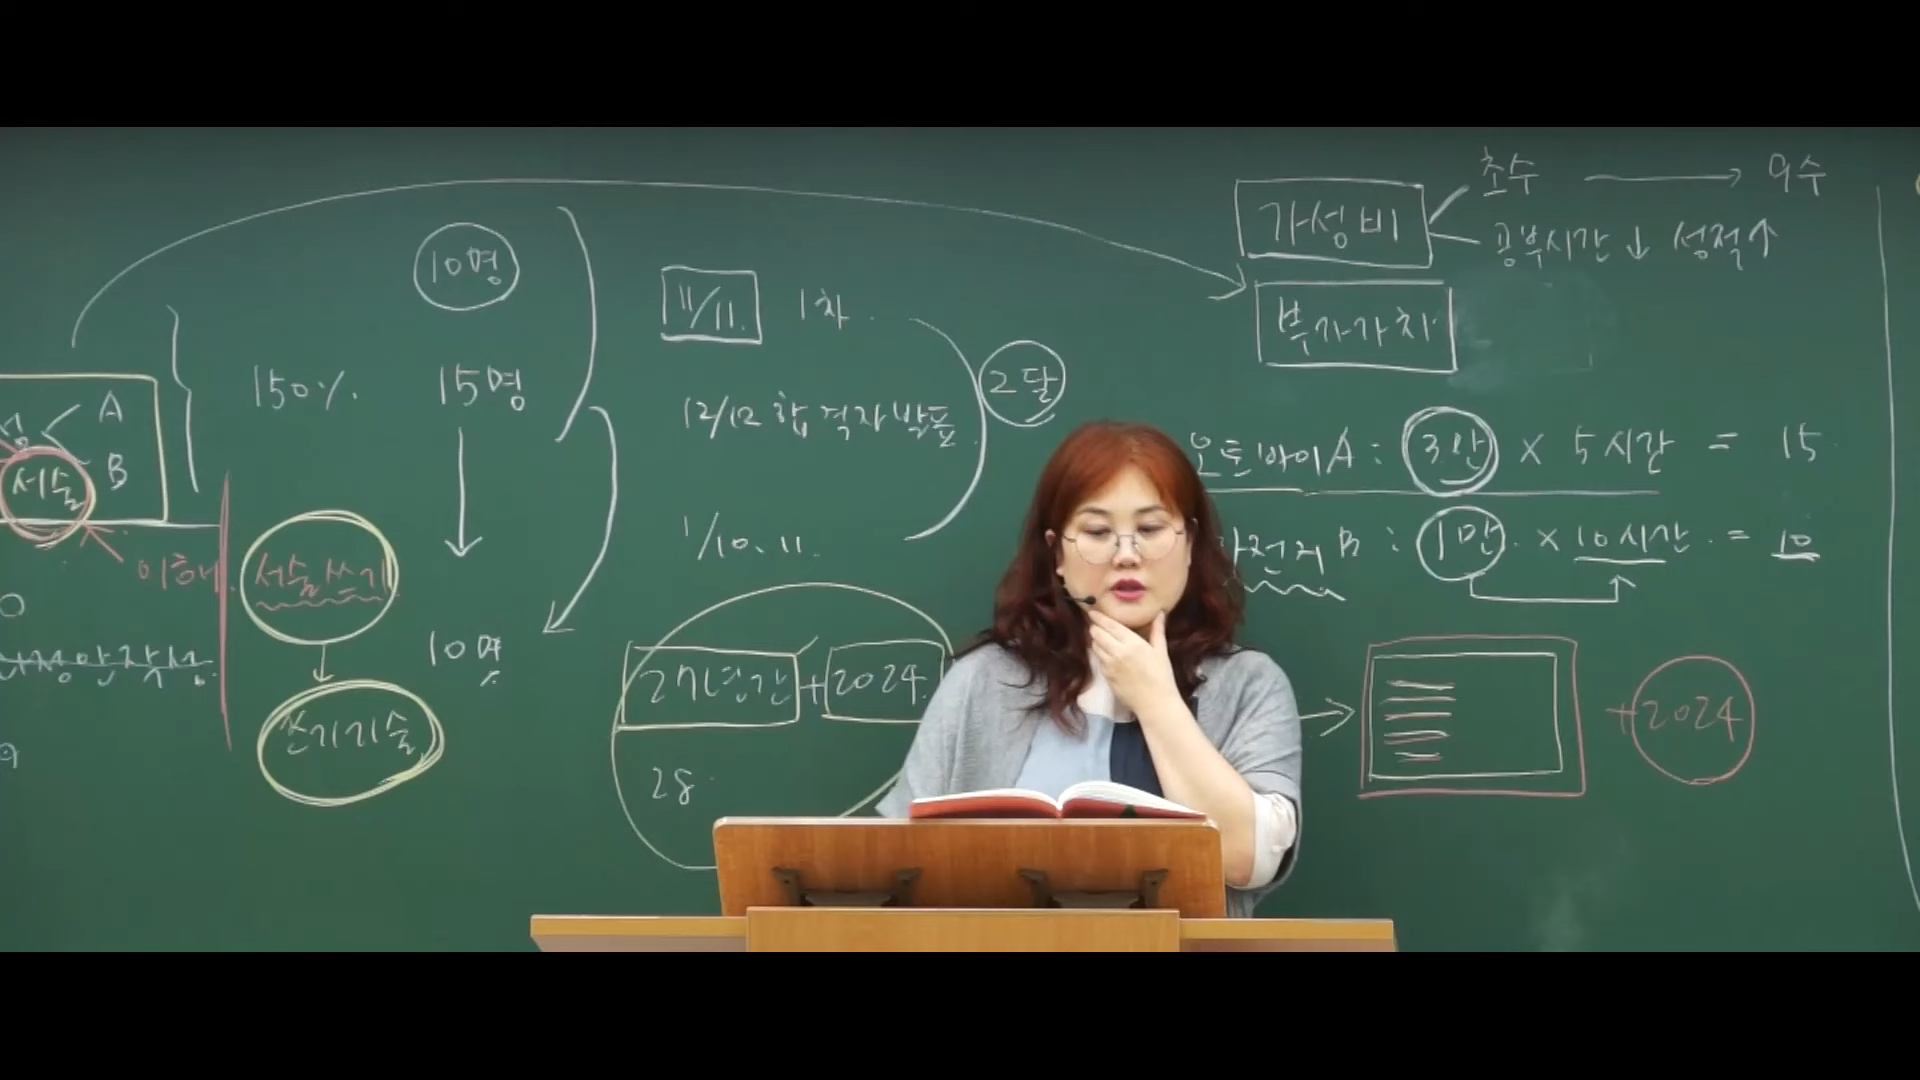 초수 → 9수
가성비
공부시간 ↓ 성적 ↑
10명
11/11. 1차.
부가가치
2달
150%. 15명
12/12 합격자 발표
A
B
서술
오토바이A : 3만 × 5시간 = 15
1/10. 11.
B : 1만. × 10시간. = 10
이해
서술쓰기
10명
27년간 + 2024.
+2024
쓰기기술
28